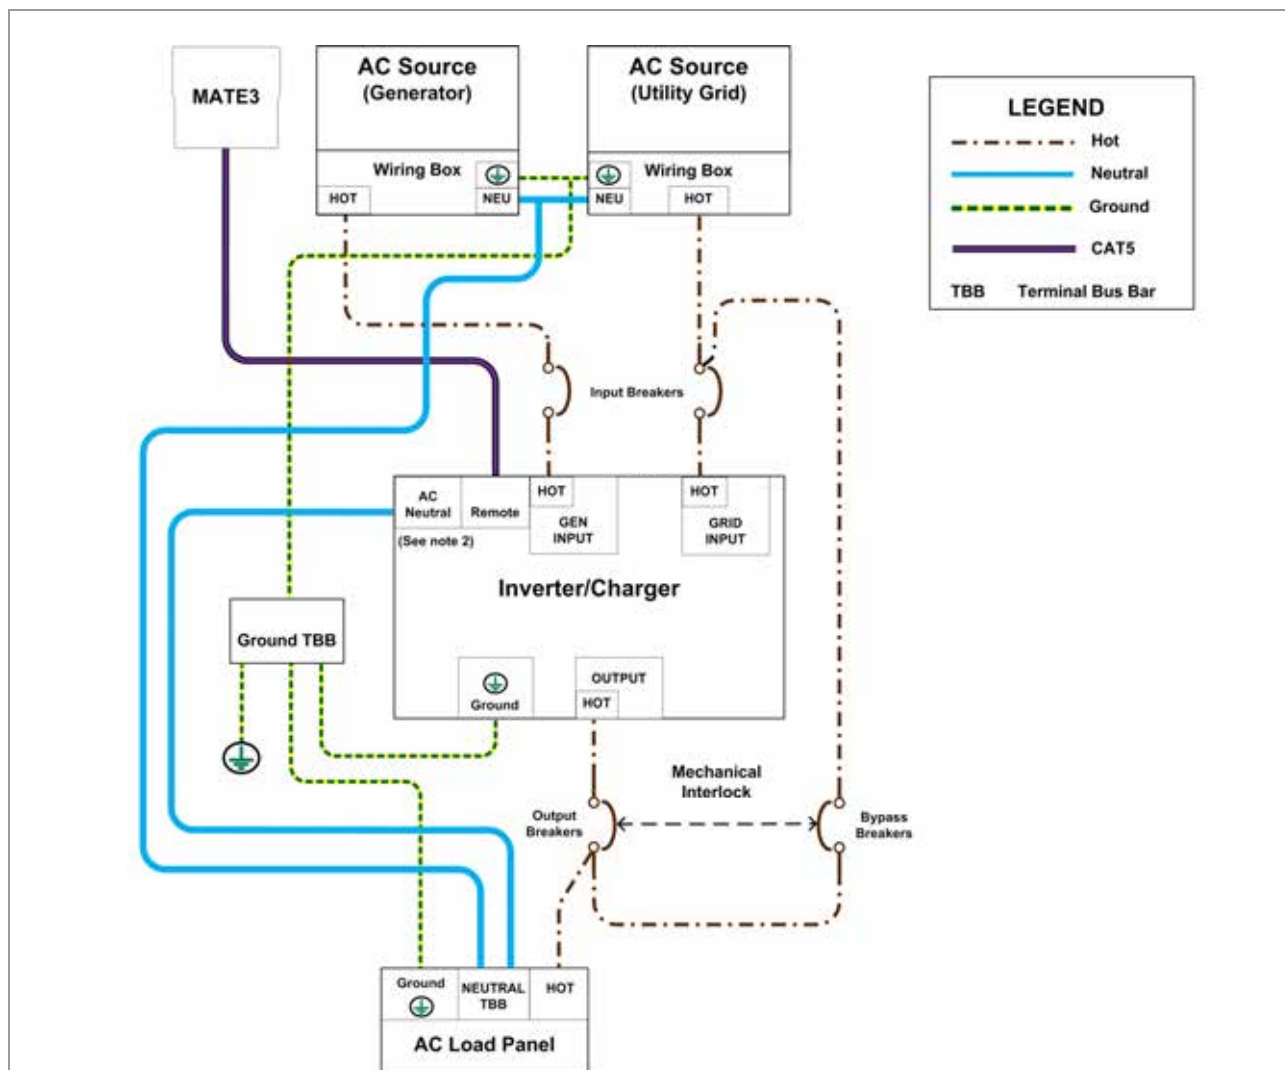 MATE3
AC Source
(Generator)
Wiring Box
HOT
NEU
AC Source
(Utility Grid)
Wiring Box
NEU
HOT
LEGEND
Hot
Neutral
Ground
CAT5
TBB Terminal Bus Bar
Input Breakers
AC
Neutral
(See note 2)
Remote
HOT
GEN
INPUT
HOT
GRID
INPUT
Inverter/Charger
Ground TBB
Ground
OUTPUT
HOT
Mechanical
Interlock
Output
Breakers
Bypass
Breakers
Ground
NEUTRAL
TBB
HOT
AC Load Panel